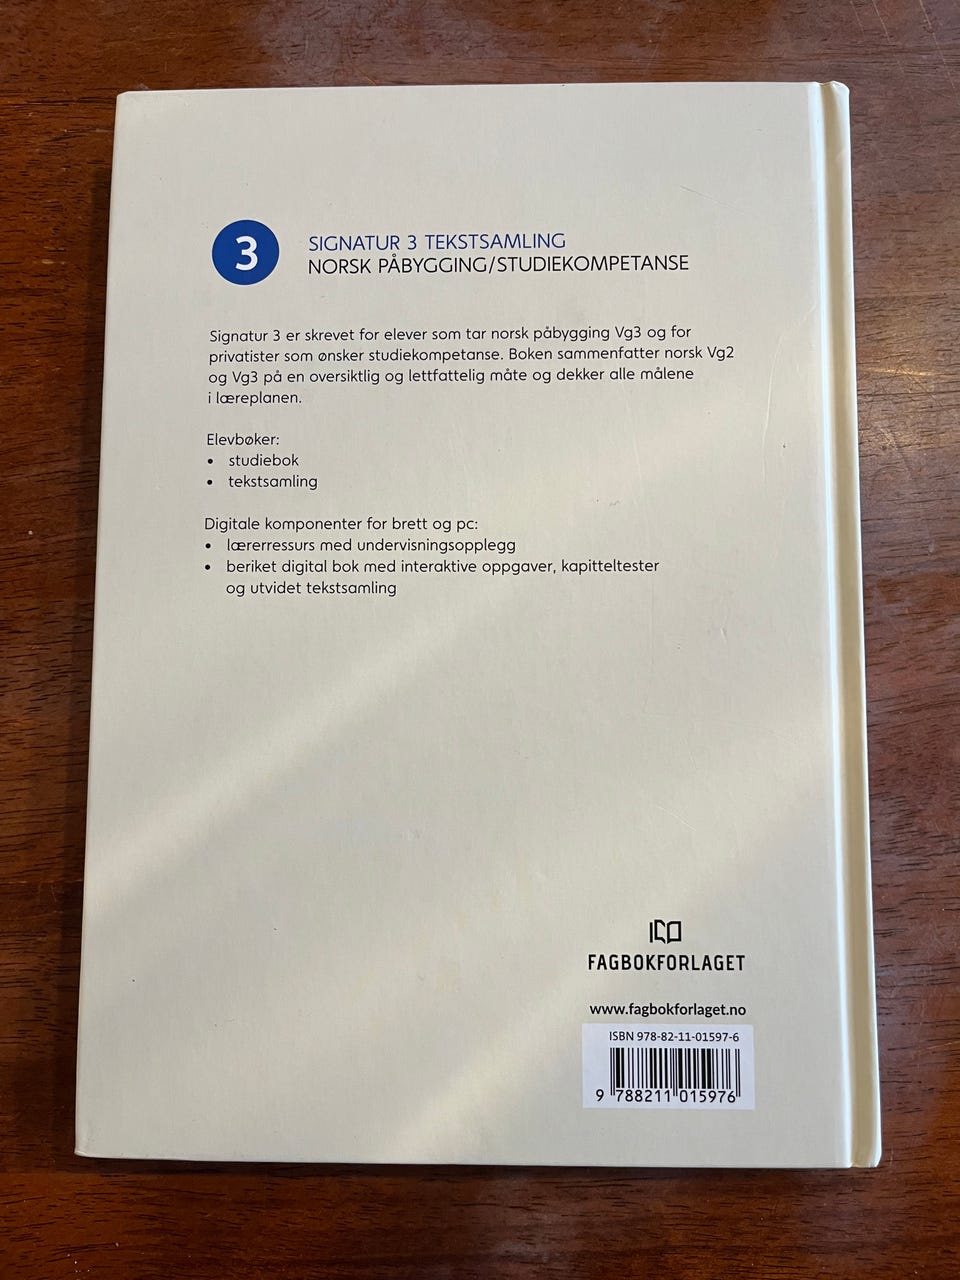 3
SIGNATUR 3 TEKSTSAMLING
NORSK PÅBYGGING/STUDIEKOMPETANSE
Signatur 3 er skrevet for elever som tar norsk påbygging Vg3 og for
privatister som ønsker studiekompetanse. Boken sammenfatter norsk Vg2
og Vg3 på en oversiktlig og lettfattelig måte og dekker alle målene
i læreplanen.
Elevbøker:
• studiebok
• tekstsamling
Digitale komponenter for brett og pc:
• lærerressurs med undervisningsopplegg
• beriket digital bok med interaktive oppgaver, kapitteltester
og utvidet tekstsamling
FAGBOKFORLAGET
www.fagbokforlaget.no
ISBN 978-82-11-01597-6
9 788211 015976